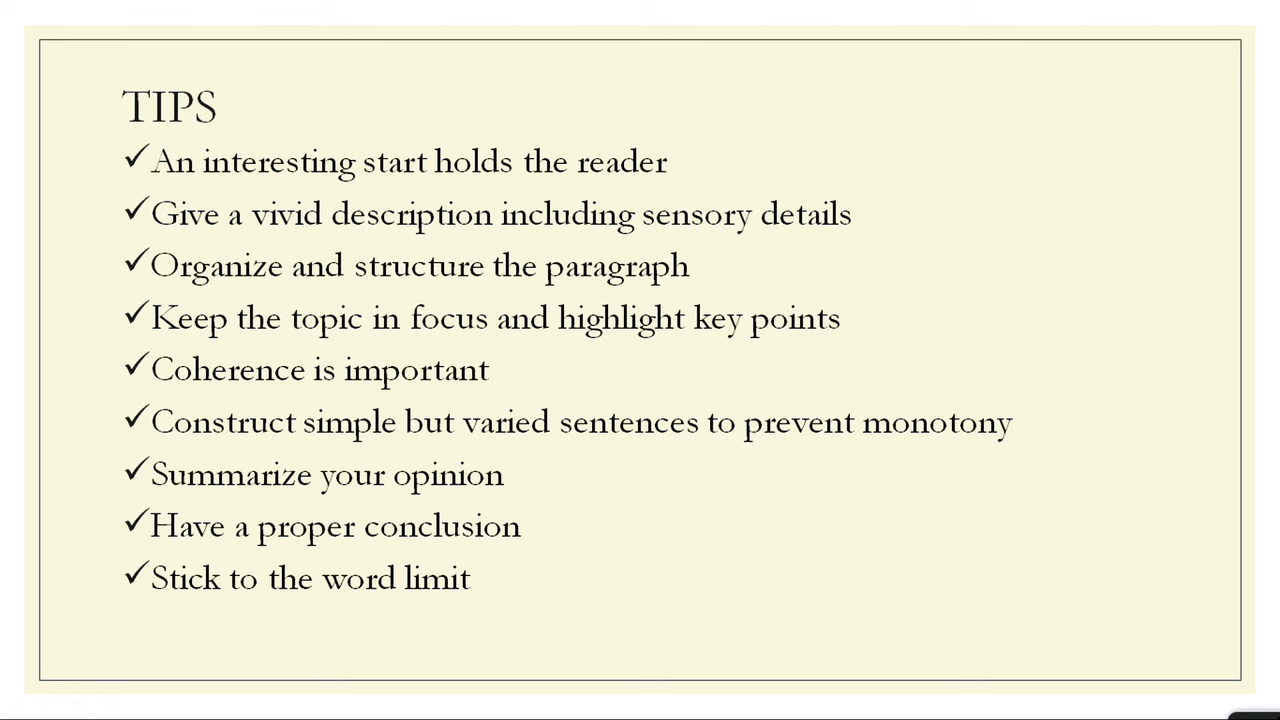 TIPS
✓An interesting start holds the reader
✓Give a vivid description including sensory details
✓Organize and structure the paragraph
✓Keep the topic in focus and highlight key points
✓Coherence is important
✓Construct simple but varied sentences to prevent monotony
✓Summarize your opinion
✓Have a proper conclusion
✓Stick to the word limit